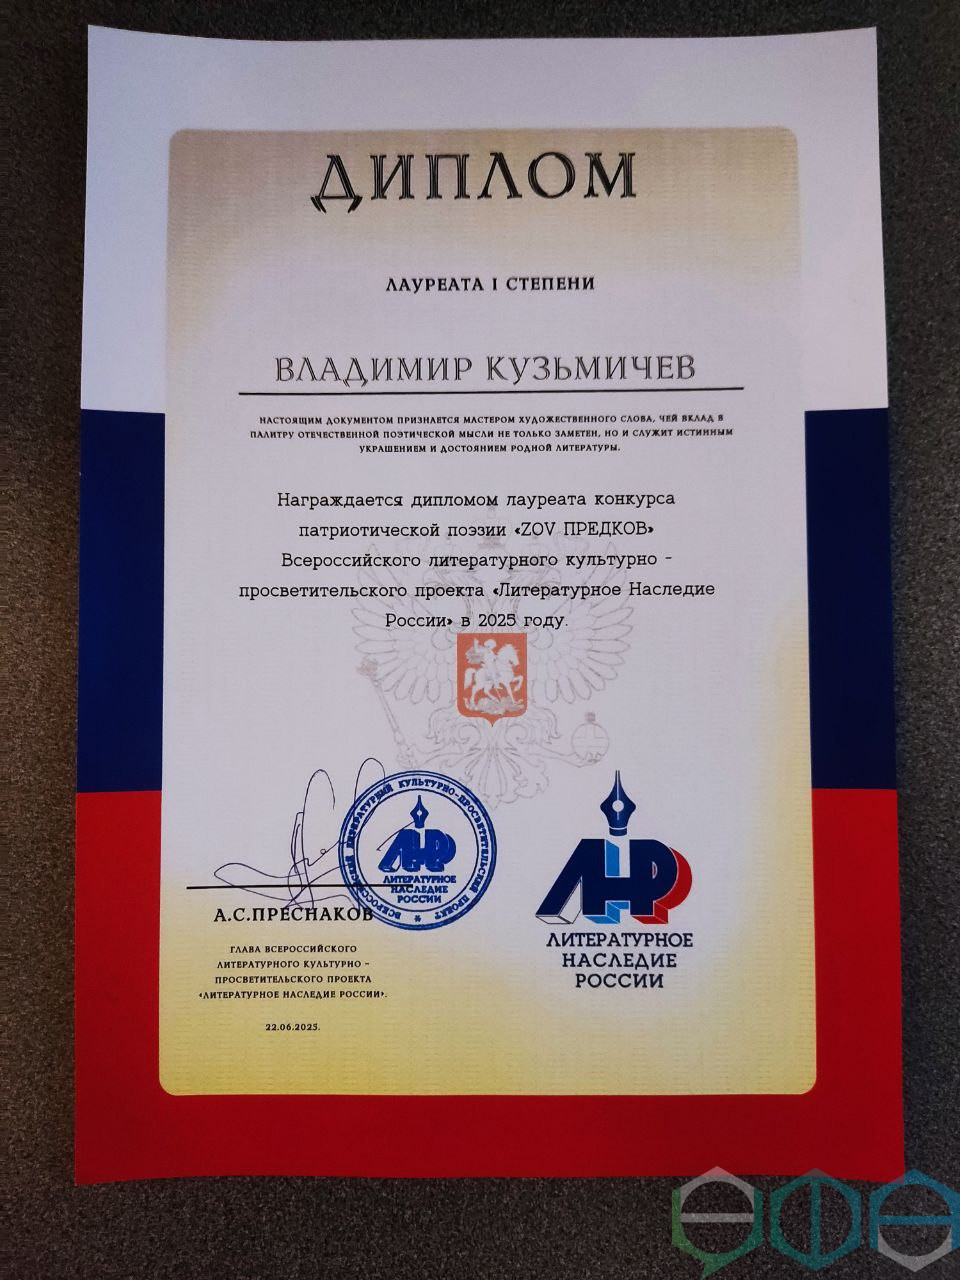 ДИПЛОМ
ЛАУРЕАТА I СТЕПЕНИ
ВЛАДИМИР КУЗЬМИЧЕВ
НАСТОЯЩИМ ДОКУМЕНТОМ ПРИЗНАЕТСЯ МАСТЕРОМ ХУДОЖЕСТВЕННОГО СЛОВА, ЧЕЙ ВКЛАД В
ПАЛИТРУ ОТЕЧЕСТВЕННОЙ ПОЭТИЧЕСКОЙ МЫСЛИ НЕ ТОЛЬКО ЗАМЕТЕН, НО И СЛУЖИТ ИСТИННЫМ
УКРАШЕНИЕМ И ДОСТОЯНИЕМ РОДНОЙ ЛИТЕРАТУРЫ.
Награждается дипломом лауреата конкурса
патриотической поэзии «ZOV ПРЕДКОВ»
Всероссийского литературного культурно –
просветительского проекта «Литературное Наследие
России» в 2025 году.
ВСЕРОССИЙСКИЙ ЛИТЕРАТУРНЫЙ КУЛЬТУРНО-ПРОСВЕТИТЕЛЬСКИЙ ПРОЕКТ
ЛНР
ЛИТЕРАТУРНОЕ
НАСЛЕДИЕ
РОССИИ
А.С.ПРЕСНАКОВ
ГЛАВА ВСЕРОССИЙСКОГО
ЛИТЕРАТУРНОГО КУЛЬТУРНО –
ПРОСВЕТИТЕЛЬСКОГО ПРОЕКТА
«ЛИТЕРАТУРНОЕ НАСЛЕДИЕ РОССИИ».
22.06.2025.
ЛНР
ЛИТЕРАТУРНОЕ
НАСЛЕДИЕ
РОССИИ